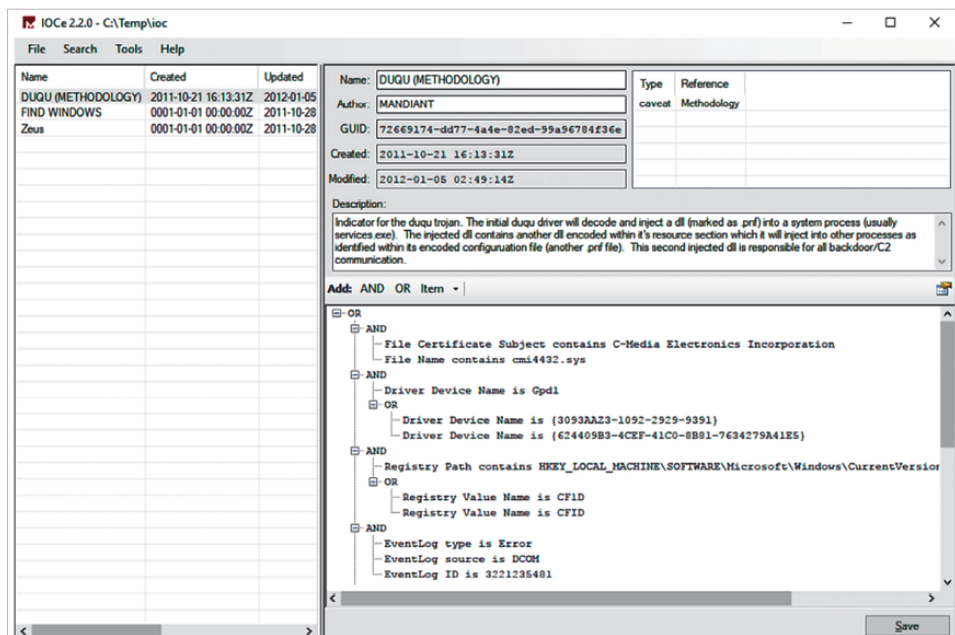 IOCe 2.2.0 - C:\Temp\ioc
File Search Tools Help
Name Created Updated
DUQU (METHODOLOGY) 2011-10-21 16:13:31Z 2012-01-05
FIND WINDOWS 0001-01-01 00:00:00Z 2011-10-28
Zeus 0001-01-01 00:00:00Z 2011-10-28
Name: DUQU (METHODOLOGY)
Author: MANDIANT
GUID: 72669174-dd77-4a4e-82ed-99a96784f36e
Created: 2011-10-21 16:13:31Z
Modified: 2012-01-05 02:49:14Z
Type Reference
caveat Methodology
Description:
Indicator for the duqu trojan. The initial duqu driver will decode and inject a dll (marked as .pnf) into a system process (usually
services.exe). The injected dll contains another dll encoded within it's resource section which it will inject into other processes as
identified within its encoded configuruation file (another .pnf file). This second injected dll is responsible for all backdoor/C2
communication.
Add: AND OR Item
OR
AND
File Certificate Subject contains C-Media Electronics Incorporation
File Name contains cmi4432.sys
AND
Driver Device Name is Gpd1
OR
Driver Device Name is {3093AAZ3-1092-2929-9391}
Driver Device Name is {624409B3-4CEF-41C0-8B81-7634279A41E5}
AND
Registry Path contains HKEY_LOCAL_MACHINE\SOFTWARE\Microsoft\Windows\CurrentVersion
OR
Registry Value Name is CF1D
Registry Value Name is CFID
AND
EventLog type is Error
EventLog source is DCOM
EventLog ID is 3221235481
Save